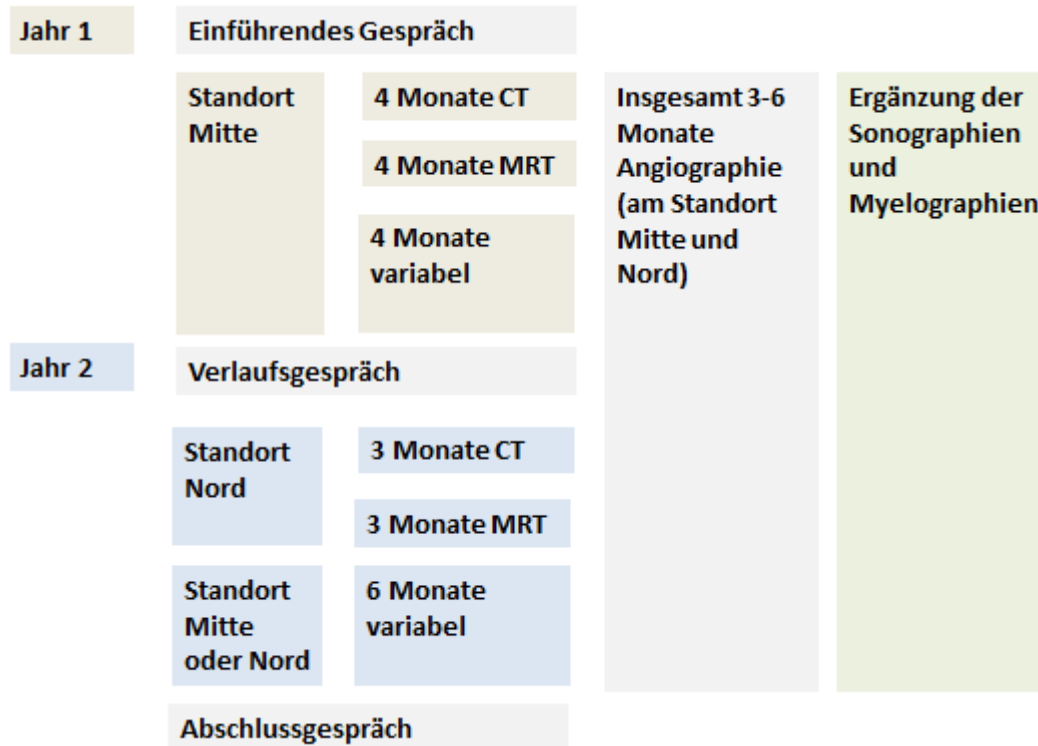 Jahr 1
Einführendes Gespräch
Standort
Mitte
4 Monate CT
4 Monate MRT
4 Monate
variabel
Insgesamt 3-6
Monate
Angiographie
(am Standort
Mitte und
Nord)
Ergänzung der
Sonographien
und
Myelographien
Jahr 2
Verlaufsgespräch
Standort
Nord
3 Monate CT
3 Monate MRT
Standort
Mitte
oder Nord
6 Monate
variabel
Abschlussgespräch